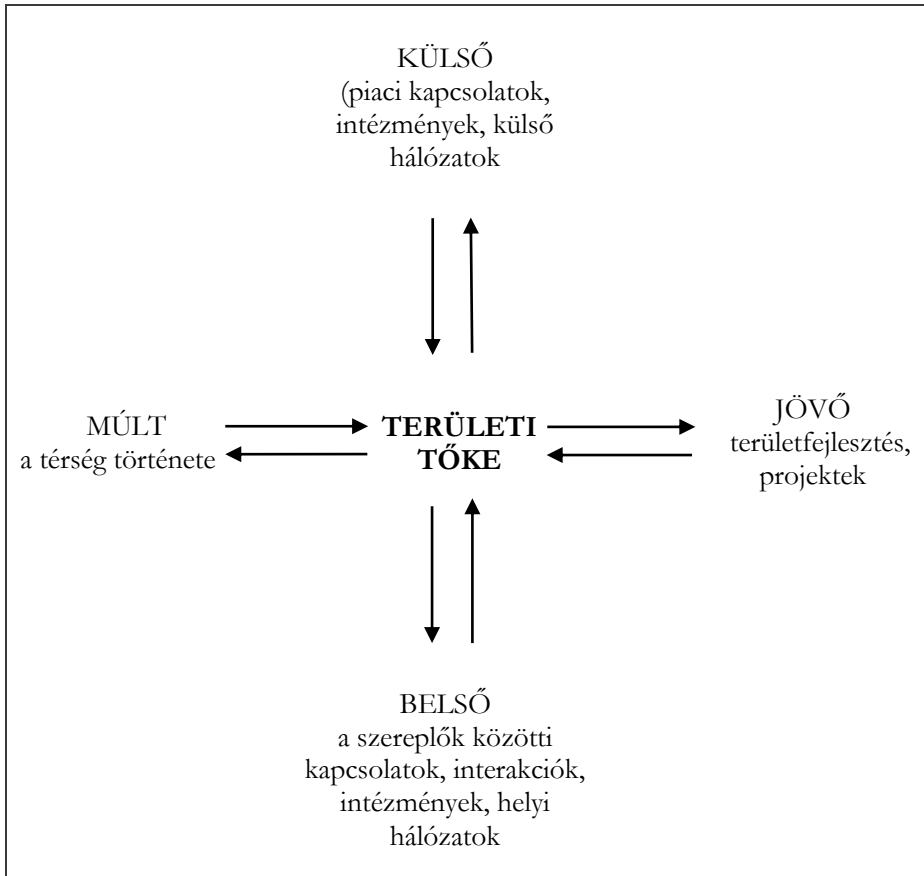 KÜLSŐ
(piaci kapcsolatok,
intézmények, külső
hálózatok
MÚLT
a térség története
TERÜLETI
TŐKE
JÖVŐ
területfejlesztés,
projektek
BELSŐ
a szereplők közötti
kapcsolatok, interakciók,
intézmények, helyi
hálózatok